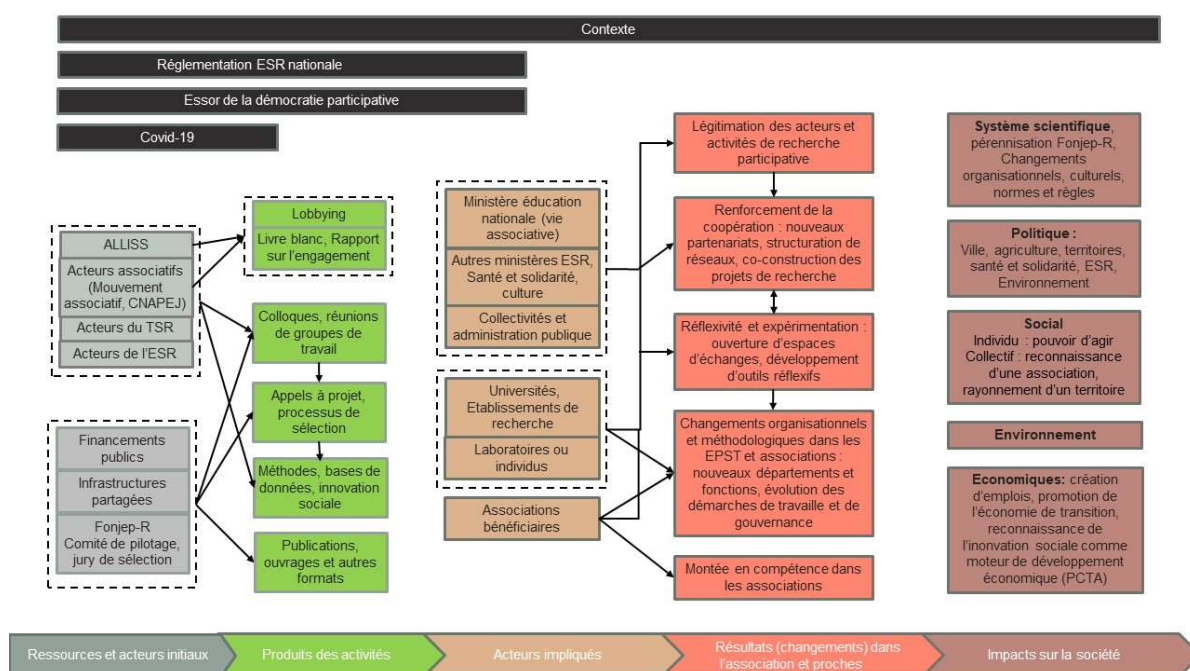 Contexte
Réglementation ESR nationale
Essor de la démocratie participative
Covid-19
ALLISS
Acteurs associatifs
(Mouvement
associatif, CNAPEJ)
Acteurs du TSR
Acteurs de l'ESR
Financements
publics
Infrastructures
partagées
Fonjep-R
Comité de pilotage,
jury de sélection
Lobbying
Livre blanc, Rapport
sur l'engagement
Colloques, réunions
de groupes de
travail
Appels à projet,
processus de
sélection
Méthodes, bases de
données, innovation
sociale
Publications,
ouvrages et autres
formats
Ministère éducation
nationale (vie
associative)
Autres ministères ESR,
Santé et solidarité,
culture
Collectivités et
administration publique
Universités,
Etablissements de
recherche
Laboratoires ou
individus
Associations
bénéficiaires
Légitimation des acteurs et
activités de recherche
participative
Renforcement de la
coopération : nouveaux
partenariats, structuration de
réseaux, co-construction des
projets de recherche
Réflexivité et expérimentation :
ouverture d'espaces
d'échanges, développement
d'outils réflexifs
Changements organisationnels
et méthodologiques dans les
EPST et associations :
nouveaux départements et
fonctions, évolution des
démarches de travaille et de
gouvernance
Montée en compétence dans
les associations
Système scientifique,
pérennisation Fonjep-R,
Changements
organisationnels, culturels,
normes et règles
Politique :
Ville, agriculture, territoires,
santé et solidarité, ESR,
Environnement
Social
Individu : pouvoir d'agir
Collectif : reconnaissance
d'une association,
rayonnement d'un territoire
Environnement
Economiques: création
d'emplois, promotion de
l'économie de transition,
reconnaissance de
l'inovation sociale comme
moteur de développement
économique (PCTA)
Ressources et acteurs initiaux
Produits des activités
Acteurs impliqués
Résultats (changements) dans
l'association et proches
Impacts sur la société